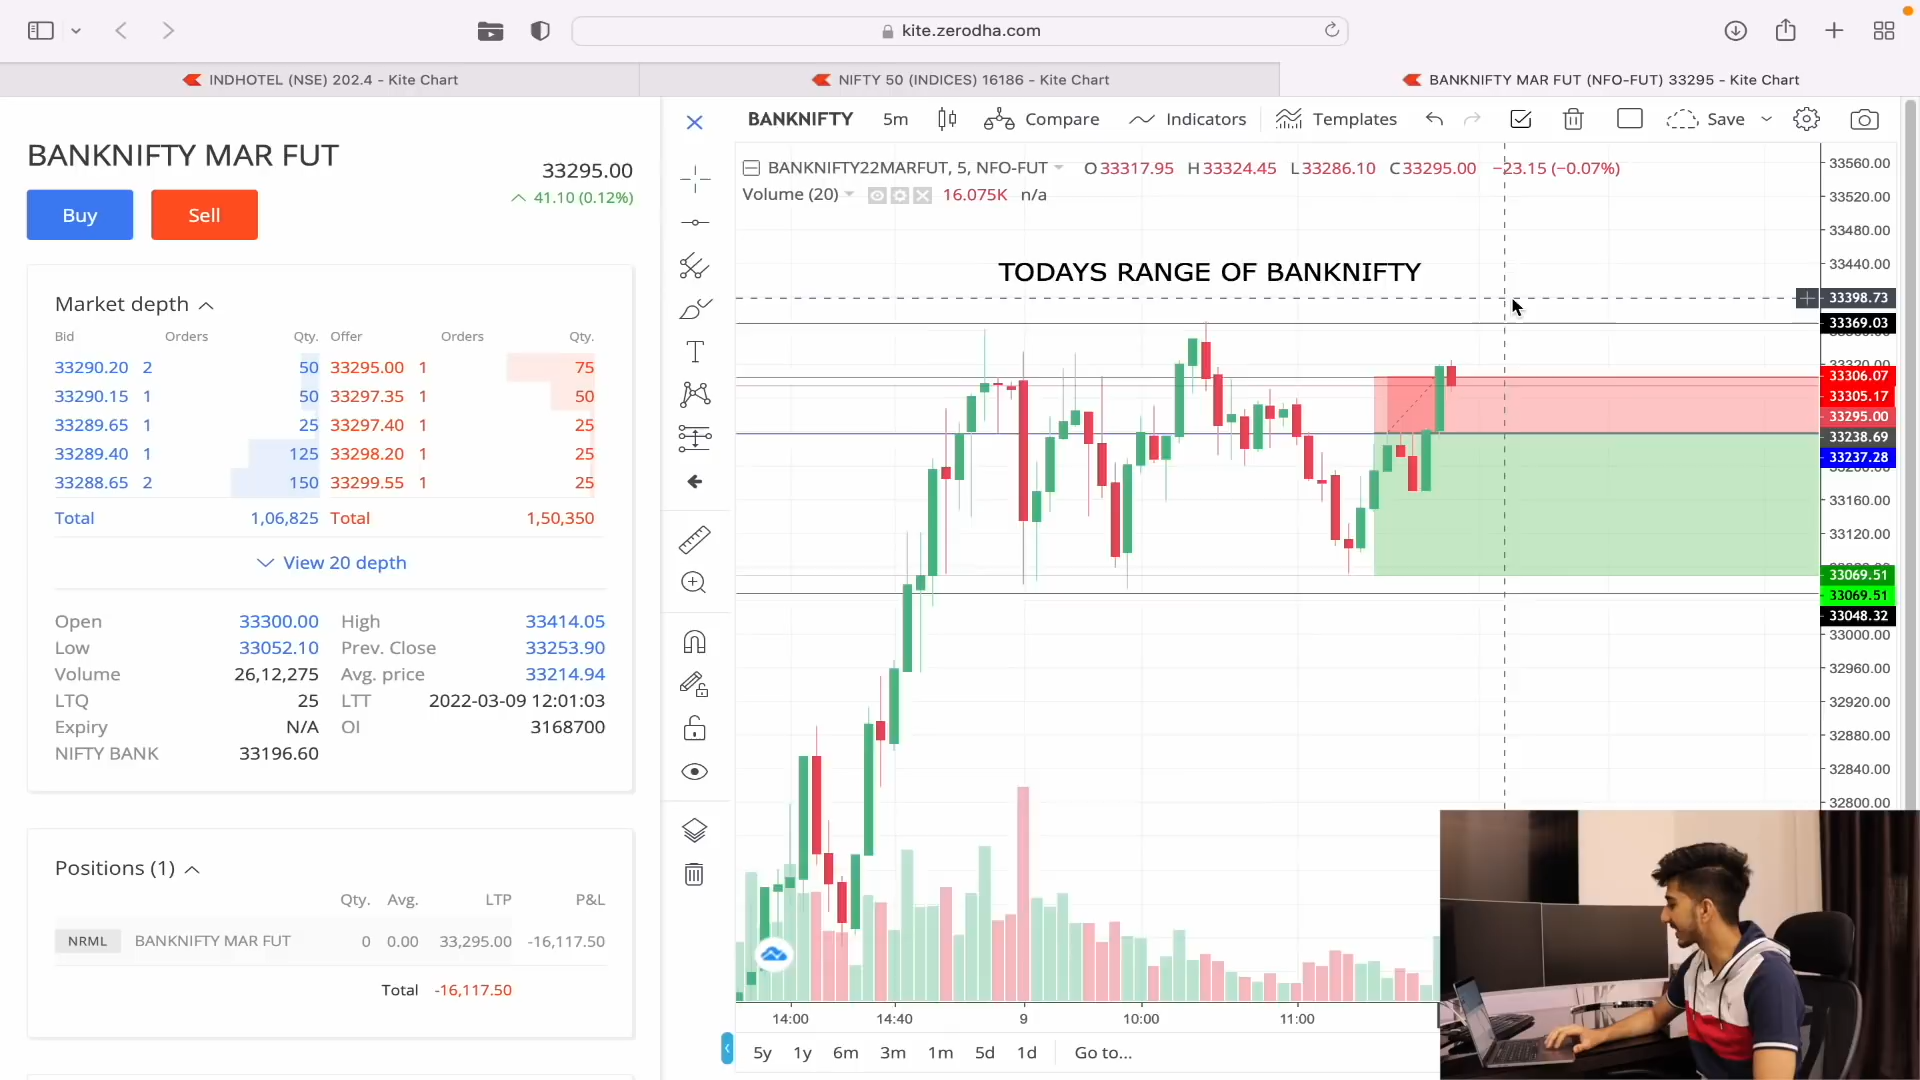 kite.zerodha.com
INDHOTEL (NSE) 202.4 - Kite Chart
NIFTY 50 (INDICES) 16186 - Kite Chart
BANKNIFTY MAR FUT (NFO-FUT) 33295 - Kite Chart
BANKNIFTY MAR FUT
33295.00
41.10 (0.12%)
Buy
Sell
Market depth
Bid Orders Qty. Offer Orders Qty.
33290.20 2 50 33295.00 1 75
33290.15 1 50 33297.35 1 50
33289.65 1 25 33297.40 1 25
33289.40 1 125 33298.20 1 25
33288.65 2 150 33299.55 1 25
Total 1,06,825 Total 1,50,350
View 20 depth
Open 33300.00 High 33414.05
Low 33052.10 Prev. Close 33253.90
Volume 26,12,275 Avg. price 33214.94
LTQ 25 LTT 2022-03-09 12:01:03
Expiry N/A OI 3168700
NIFTY BANK 33196.60
Positions (1)
Qty. Avg. LTP P&L
NRML BANKNIFTY MAR FUT 0 0.00 33,295.00 -16,117.50
Total -16,117.50
BANKNIFTY 5m Compare Indicators Templates Save
BANKNIFTY22MARFUT, 5, NFO-FUT O33317.95 H33324.45 L33286.10 C33295.00 −23.15 (−0.07%)
Volume (20) 16.075K n/a
TODAYS RANGE OF BANKNIFTY
33560.00
33520.00
33480.00
33440.00
33398.73
33369.03
33306.07
33305.17
33295.00
33238.69
33237.28
33160.00
33120.00
33069.51
33069.51
33048.32
33000.00
32960.00
32920.00
32880.00
32840.00
32800.00
14:00 14:40 9 10:00 11:00
5y 1y 6m 3m 1m 5d 1d Go to...